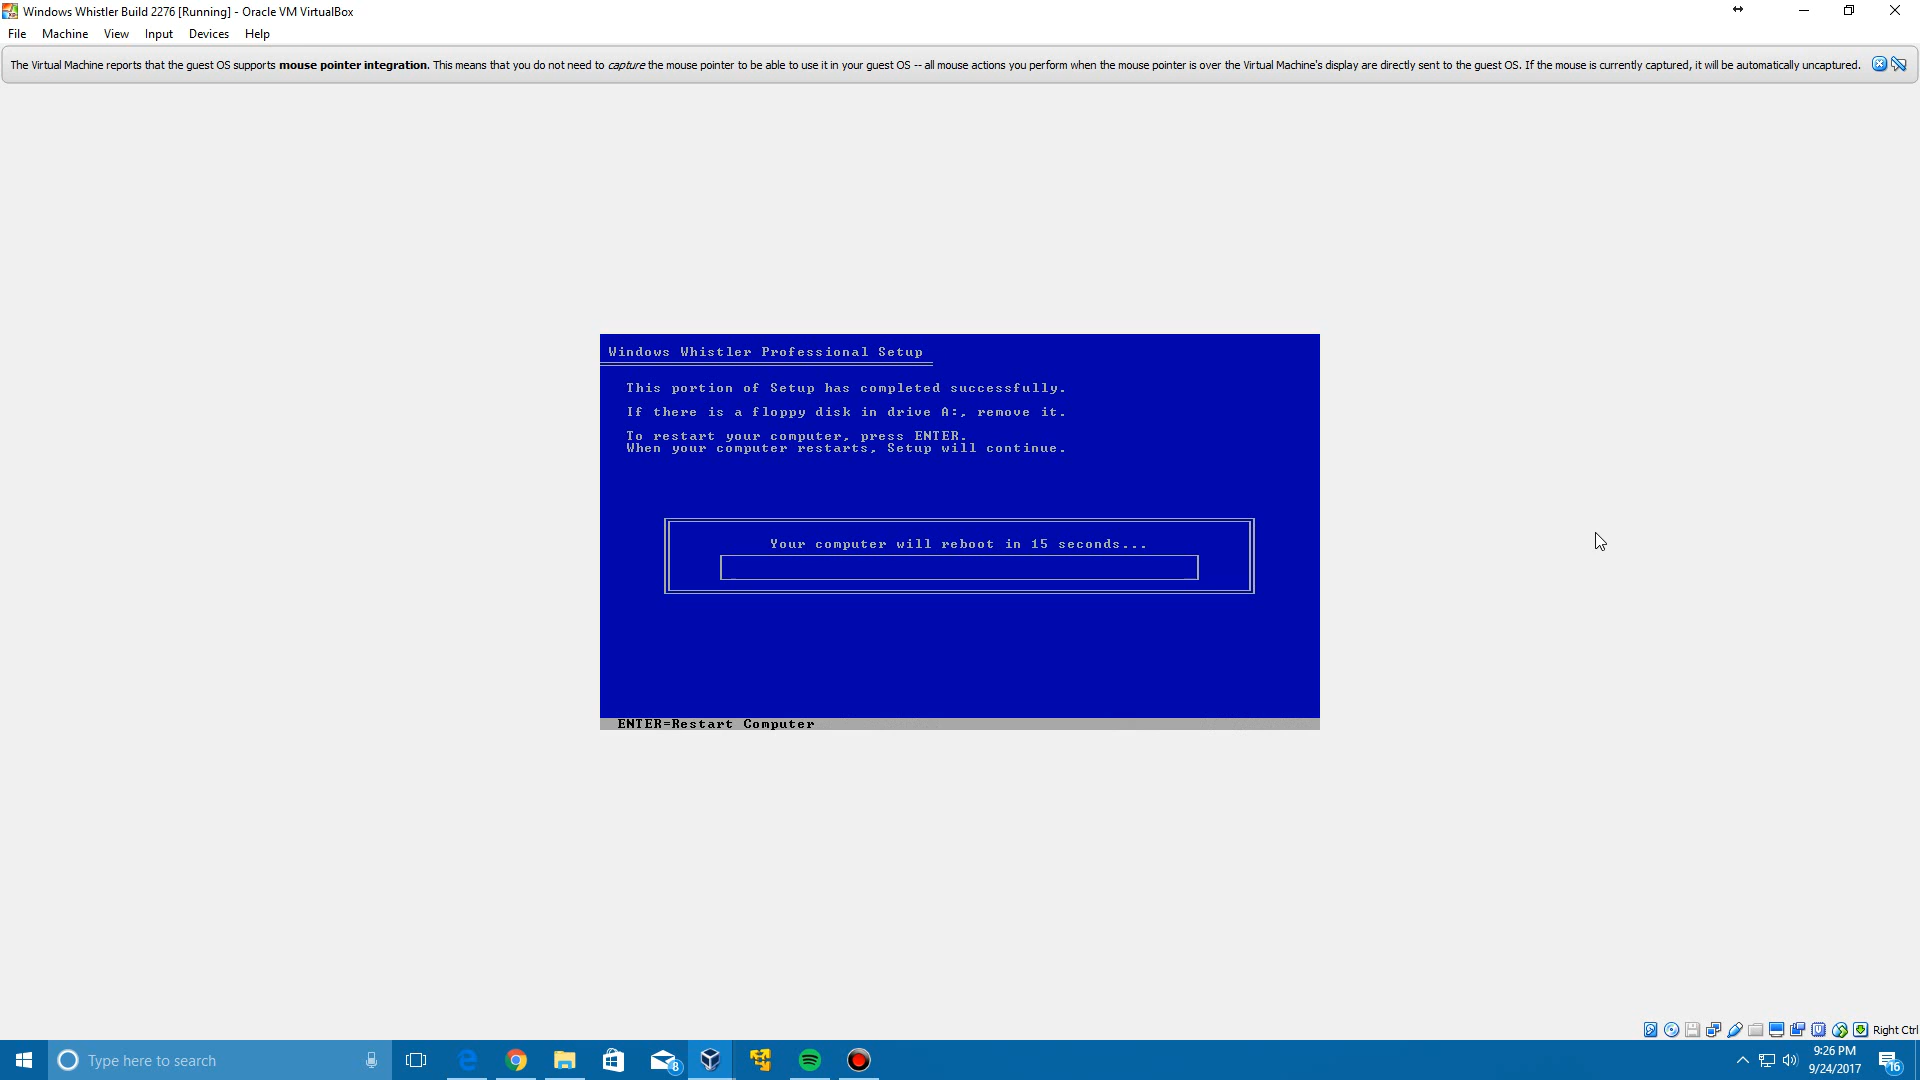 Windows Whistler Build 2276 [Running] - Oracle VM VirtualBox
File Machine View Input Devices Help
The Virtual Machine reports that the guest OS supports mouse pointer integration. This means that you do not need to capture the mouse pointer to be able to use it in your guest OS -- all mouse actions you perform when the mouse pointer is over the Virtual Machine's display are directly sent to the guest OS. If the mouse is currently captured, it will be automatically uncaptured.
Windows Whistler Professional Setup
This portion of Setup has completed successfully.
If there is a floppy disk in drive A:, remove it.
To restart your computer, press ENTER.
When your computer restarts, Setup will continue.
Your computer will reboot in 15 seconds...
ENTER=Restart Computer
Right Ctrl
Type here to search
8
9:26 PM
9/24/2017
16